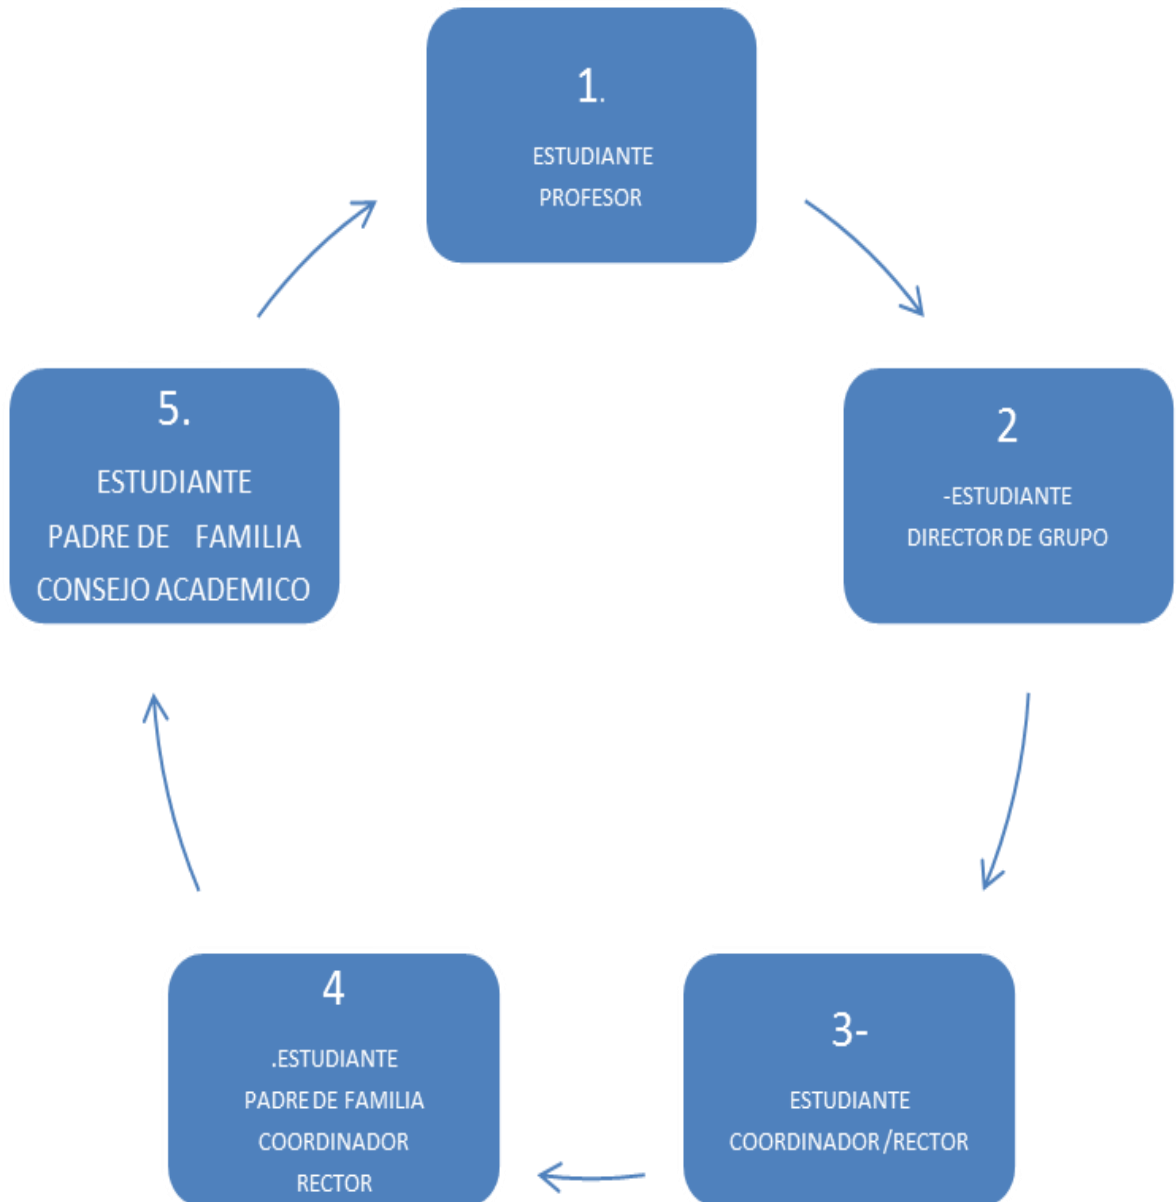 1.
ESTUDIANTE
PROFESOR
2
-ESTUDIANTE
DIRECTOR DE GRUPO
3-
ESTUDIANTE
COORDINADOR /RECTOR
4
.ESTUDIANTE
PADRE DE FAMILIA
COORDINADOR
RECTOR
5.
ESTUDIANTE
PADRE DE FAMILIA
CONSEJO ACADEMICO